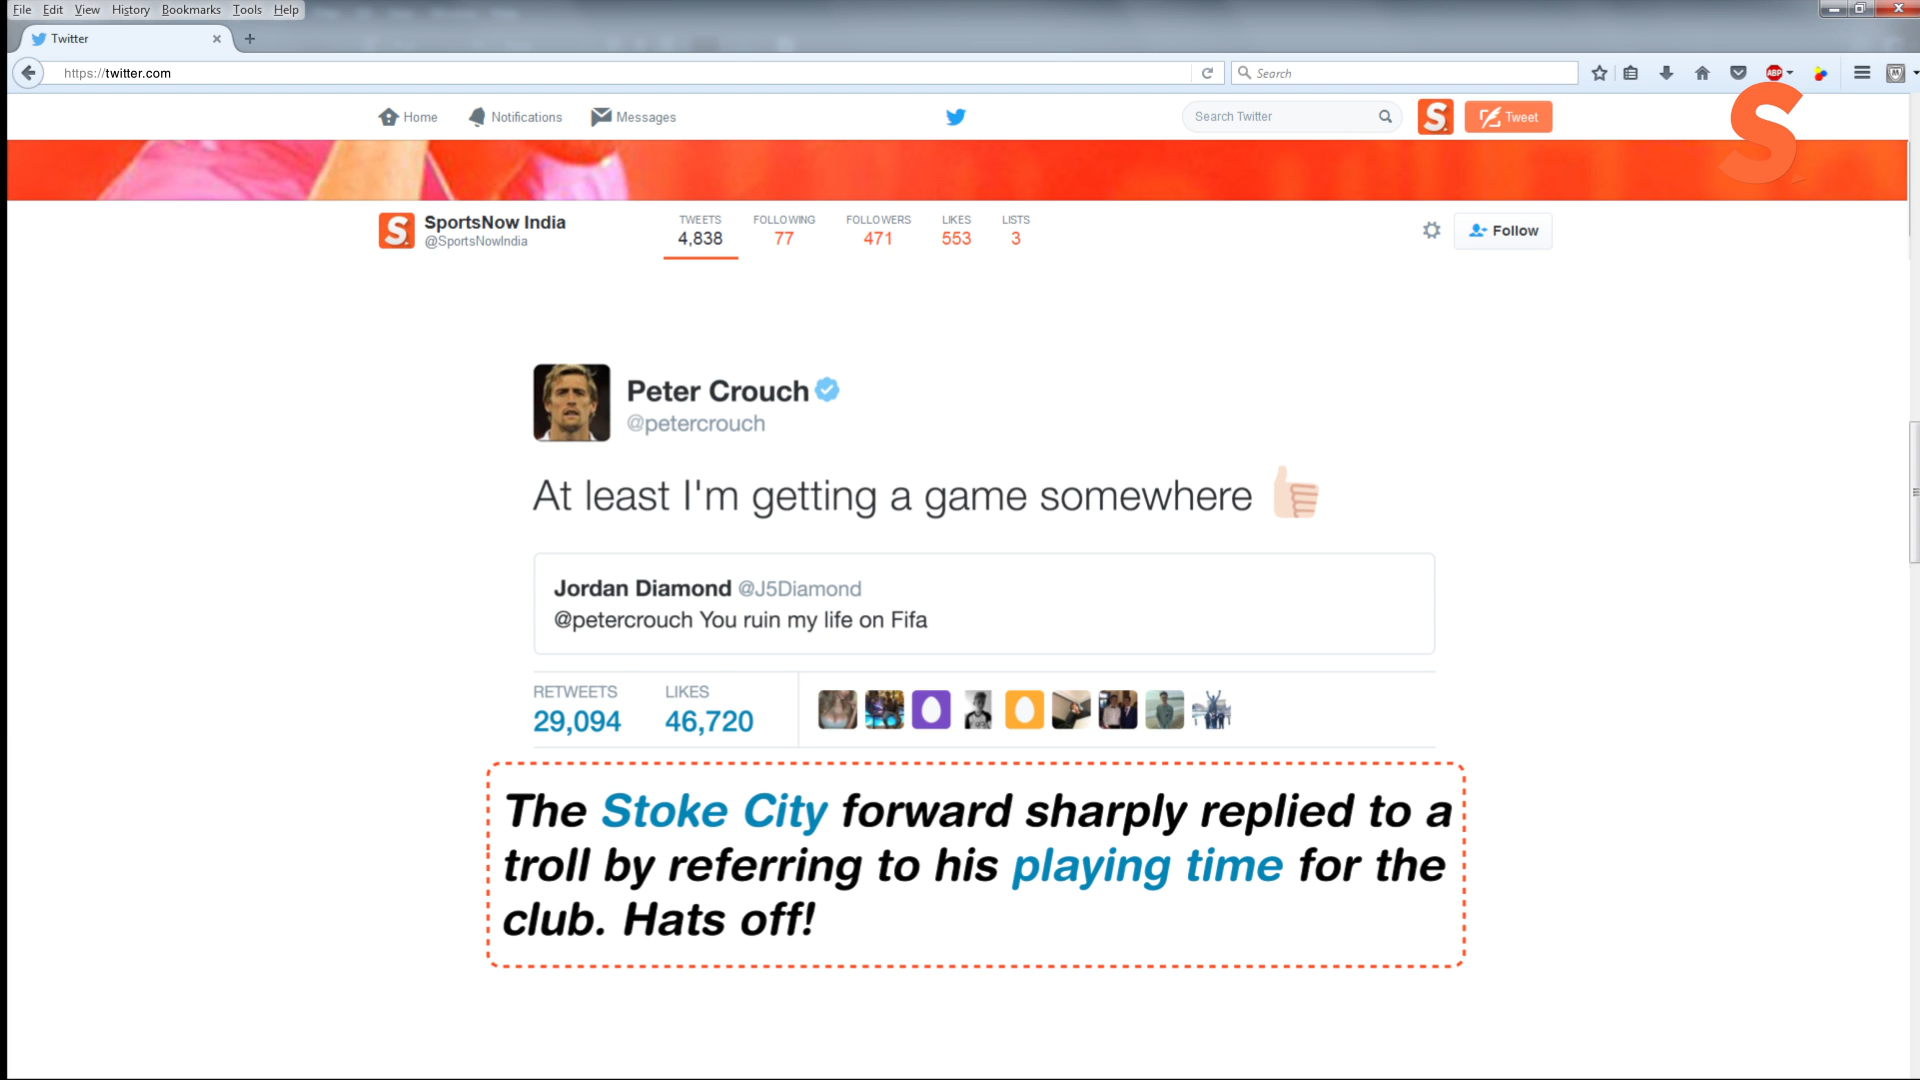 File Edit View History Bookmarks Tools Help
Twitter
https://twitter.com
Search
ABP
Home Notifications Messages
Search Twitter
S.
Tweet
S.
S.
SportsNow India
@SportsNowIndia
TWEETS FOLLOWING FOLLOWERS LIKES LISTS
4,838 77 471 553 3
Follow
Peter Crouch
@petercrouch
At least I'm getting a game somewhere
Jordan Diamond @J5Diamond
@petercrouch You ruin my life on Fifa
RETWEETS LIKES
29,094 46,720
The Stoke City forward sharply replied to a
troll by referring to his playing time for the
club. Hats off!